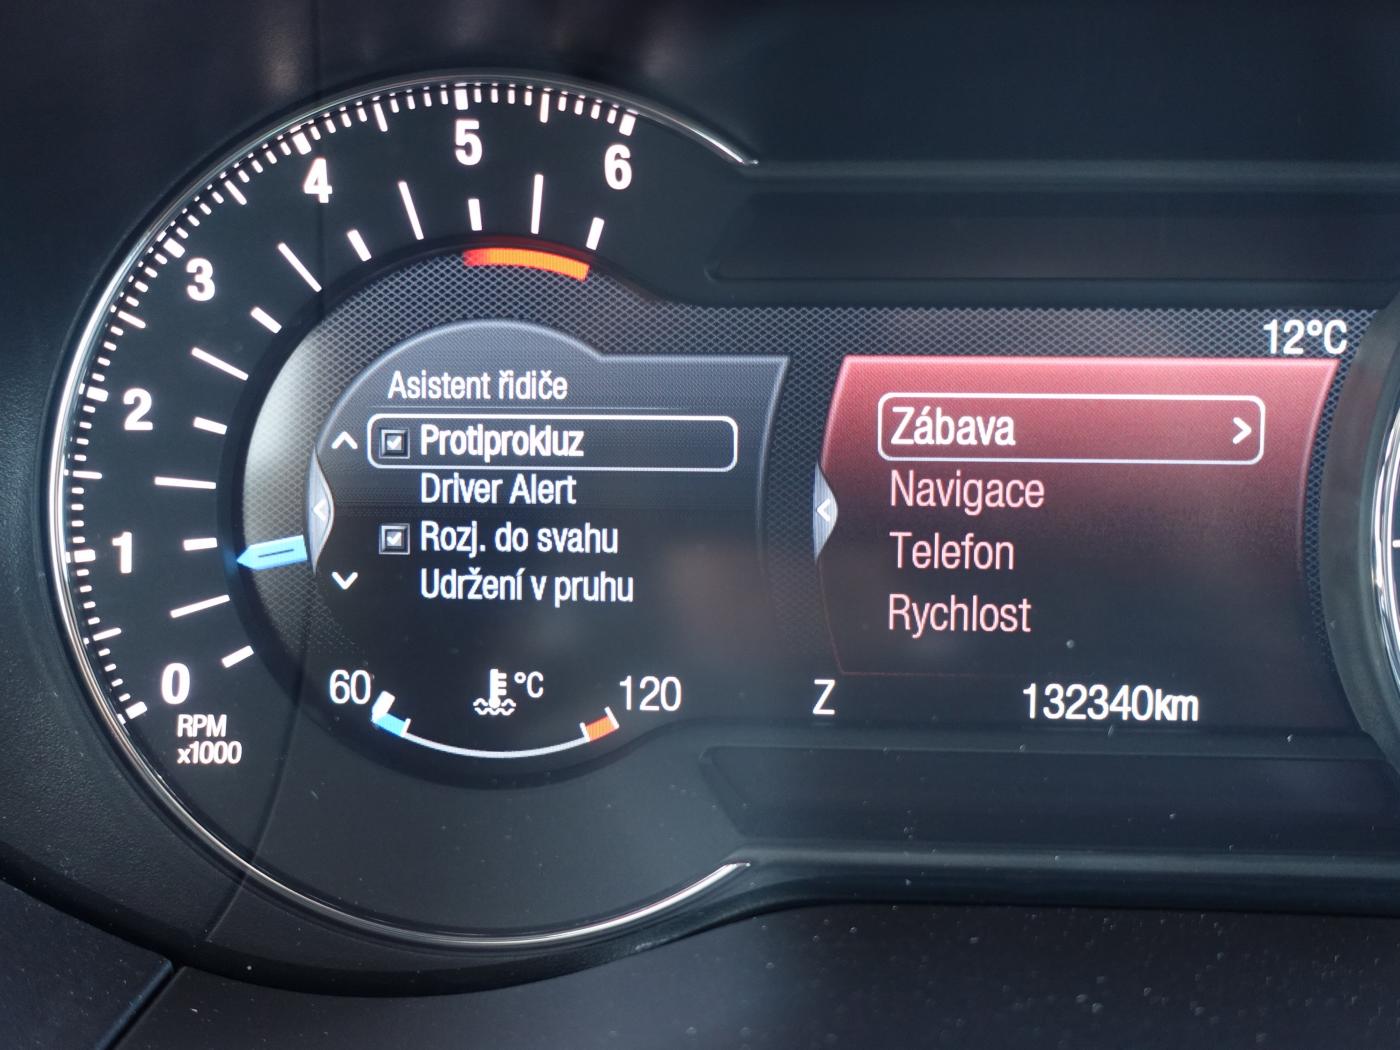 5
4
6
3
2
1
0
RPM
x1000
12°C
Asistent řidiče
Protiprokluz
Driver Alert
Rozj. do svahu
Udržení v pruhu
60
°C
120
Zábava >
Navigace
Telefon
Rychlost
Z
132340km